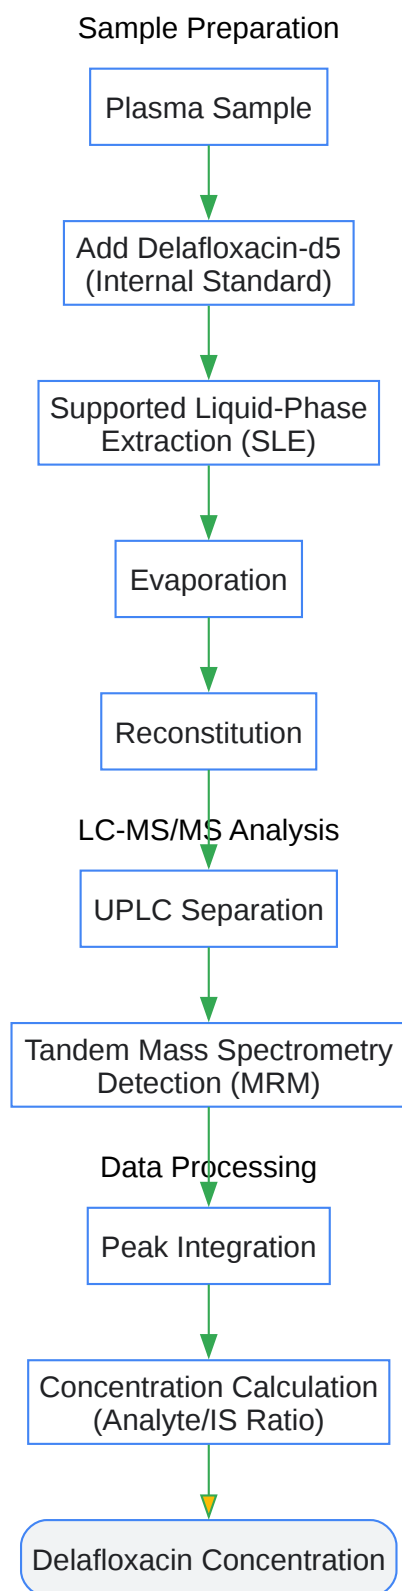 Sample Preparation
Plasma Sample
Add Delafloxacin-d5
(Internal Standard)
Supported Liquid-Phase
Extraction (SLE)
Evaporation
Reconstitution
LC-MS/MS Analysis
UPLC Separation
Tandem Mass Spectrometry
Detection (MRM)
Data Processing
Peak Integration
Concentration Calculation
(Analyte/IS Ratio)
Delafloxacin Concentration